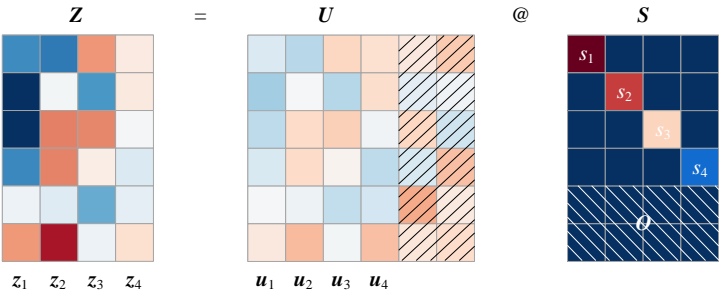 Z = U @ S
s₁
s₂
s₃
s₄
O
z₁ z₂ z₃ z₄ u₁ u₂ u₃ u₄